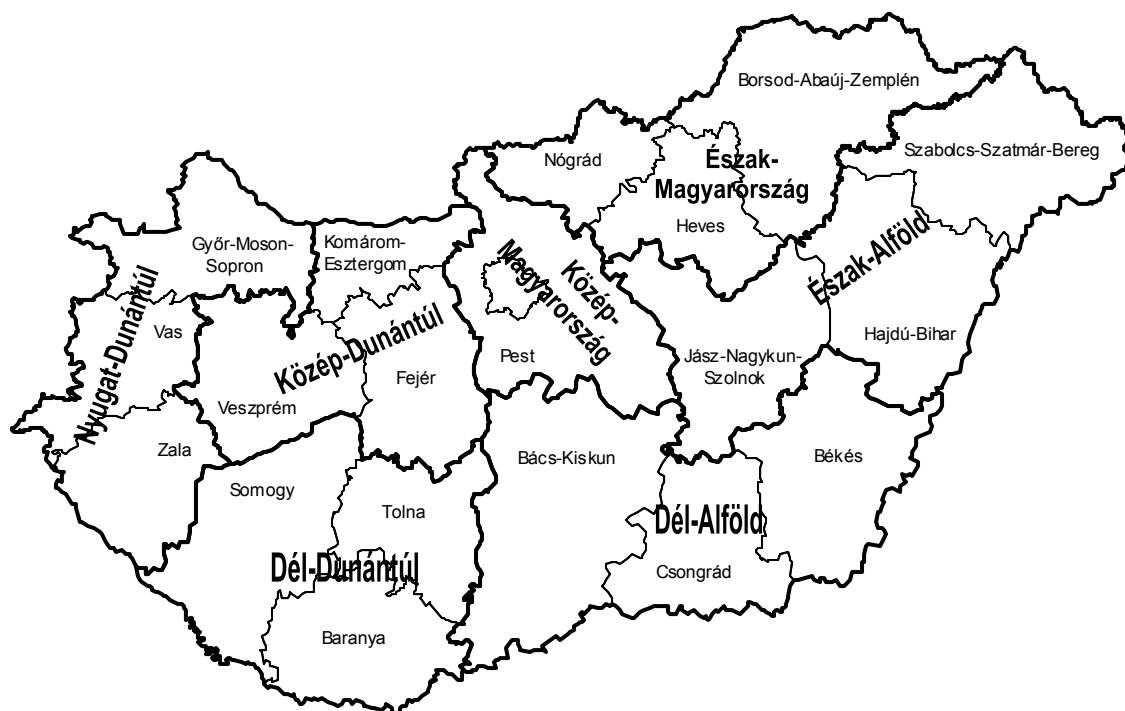 Borsod-Abaúj-Zemplén
Szabolcs-Szatmár-Bereg
Nógrád
Észak-
Magyarország
Heves
Győr-Moson-
Sopron
Komárom-
Esztergom
Közép-
Magyarország
Észak-Alföld
Nyugat-Dunántúl
Vas
Közép-Dunántúl
Pest
Hajdú-Bihar
Jász-Nagykun-
Szolnok
Fejér
Veszprém
Zala
Bács-Kiskun
Békés
Somogy
Tolna
Dél-Alföld
Dél-Dunántúl
Csongrád
Baranya